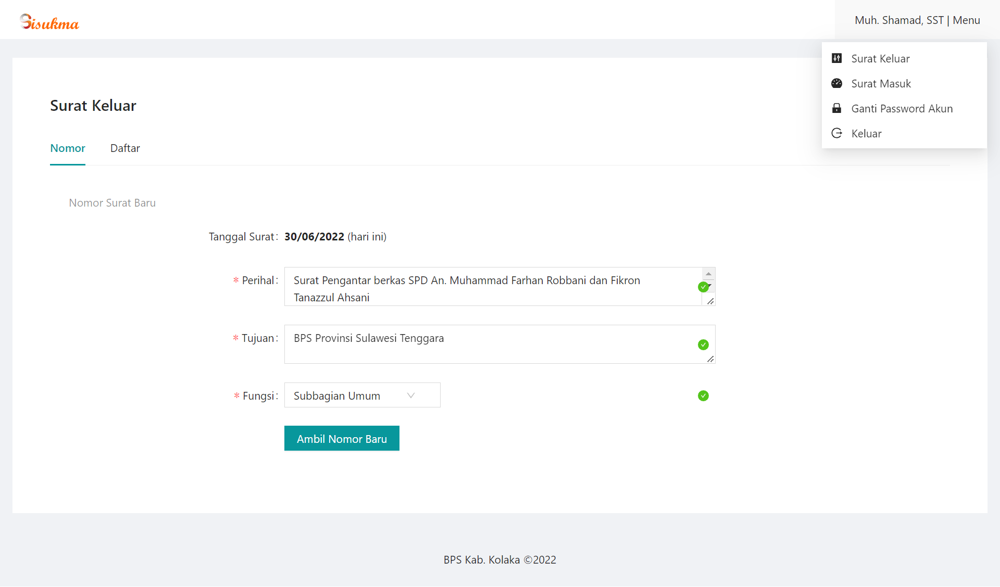 Sisukma
Muh. Shamad, SST | Menu
Surat Keluar
Surat Masuk
Ganti Password Akun
Keluar
Surat Keluar
Nomor
Daftar
Nomor Surat Baru
Tanggal Surat: 30/06/2022 (hari ini)
* Perihal: Surat Pengantar berkas SPD An. Muhammad Farhan Robbani dan Fikron
Tanazzul Ahsani
* Tujuan: BPS Provinsi Sulawesi Tenggara
* Fungsi: Subbagian Umum
Ambil Nomor Baru
BPS Kab. Kolaka ©2022